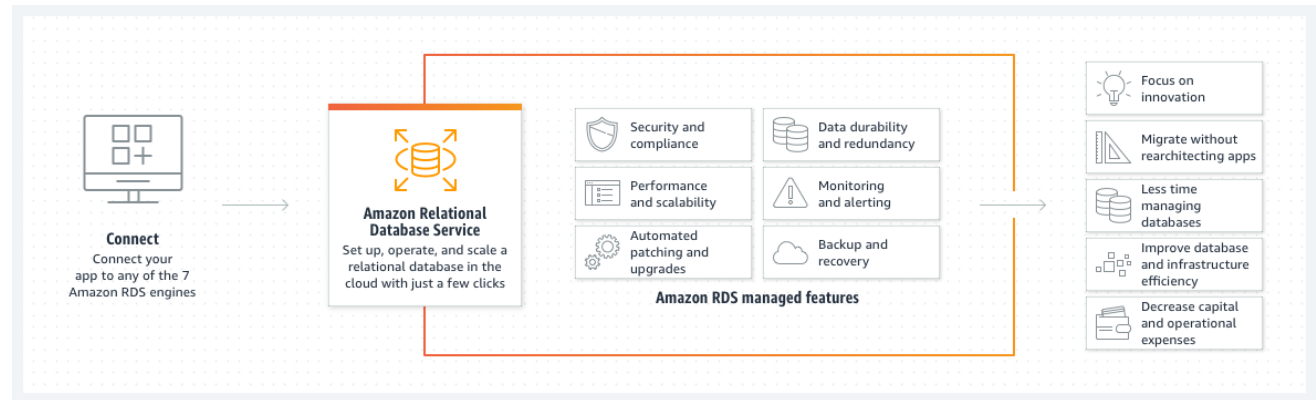 Connect
Connect your
app to any of the 7
Amazon RDS engines
Amazon Relational
Database Service
Set up, operate, and scale a
relational database in the
cloud with just a few clicks
Security and
compliance
Data durability
and redundancy
Performance
and scalability
Monitoring
and alerting
Automated
patching and
upgrades
Backup and
recovery
Amazon RDS managed features
Focus on
innovation
Migrate without
rearchitecting apps
Less time
managing
databases
Improve database
and infrastructure
efficiency
Decrease capital
and operational
expenses